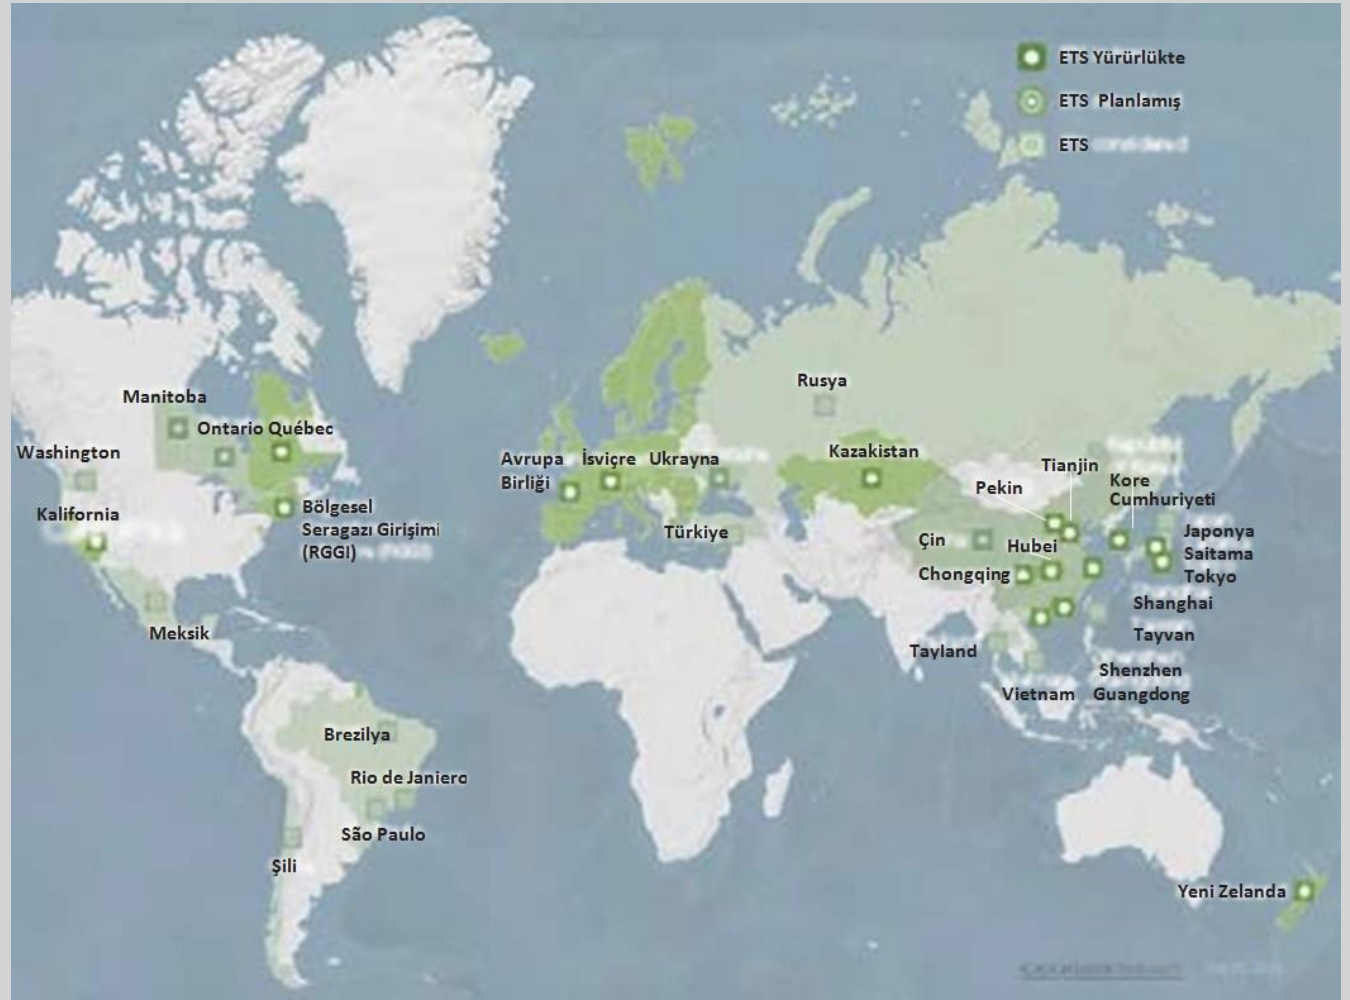 ETS Yürürlükte
ETS Planlamış
ETS considered
Rusya
Manitoba
Ontario Québec
Washington
Avrupa
Birliği
İsviçre
Ukrayna
Kazakistan
Tianjin
Pekin
Kore
Cumhuriyeti
Kalifornia
Bölgesel
Seragazı Girişimi
(RGGI)
Türkiye
Çin
Hubei
Japonya
Saitama
Tokyo
Chongqing
Shanghai
Meksik
Tayland
Tayvan
Shenzhen
Vietnam
Guangdong
Brezilya
Rio de Janierc
São Paulo
Şili
Yeni Zelanda